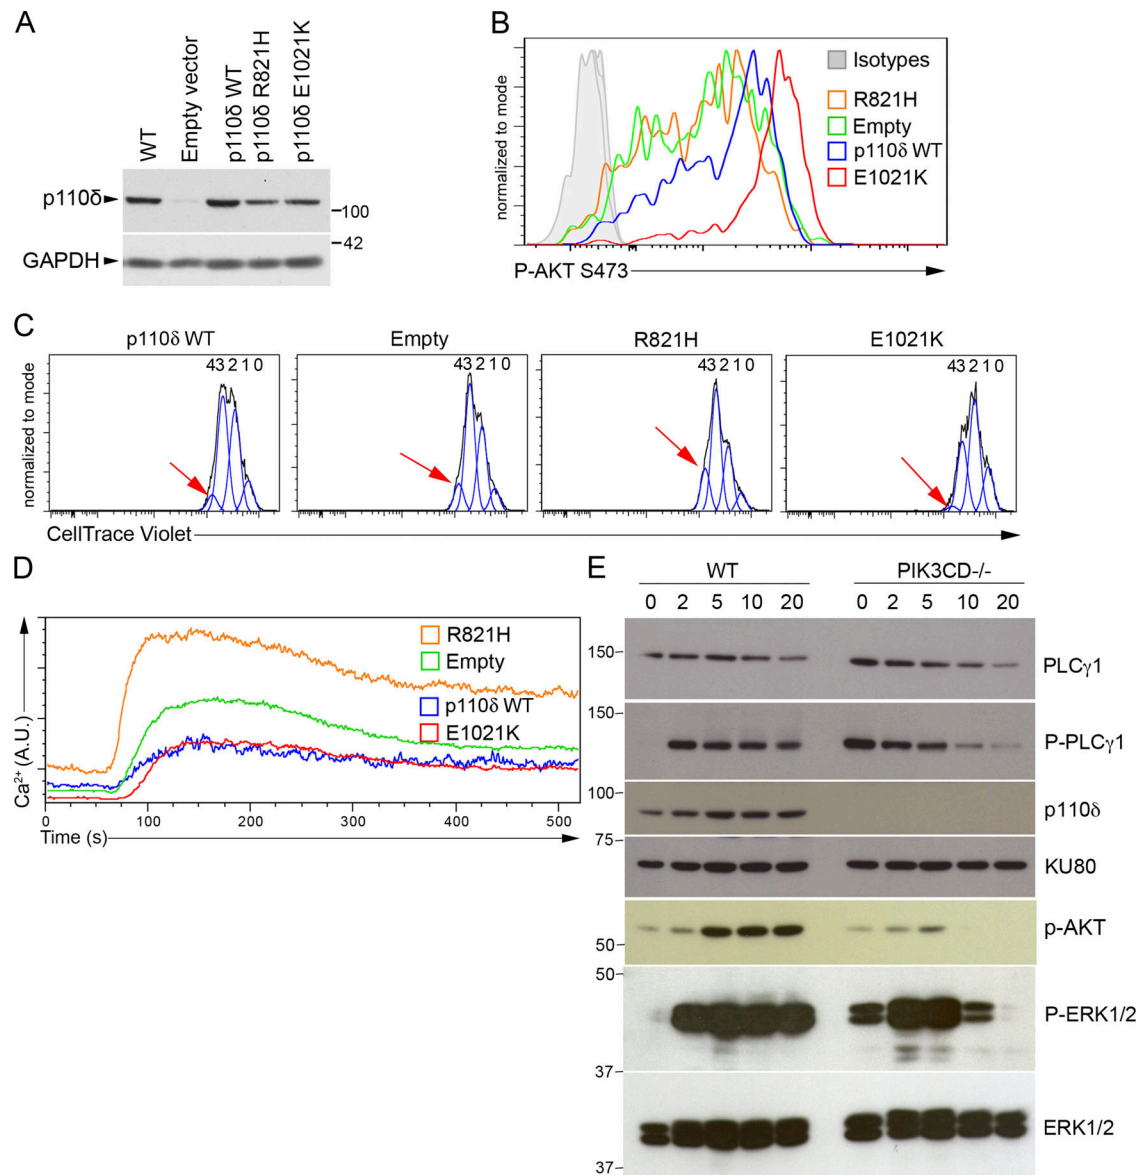 A
WT
Empty vector
p110δ WT
p110δ R821H
p110δ E1021K
p110δ
100
42
GAPDH
B
normalized to mode
Isotypes
R821H
Empty
p110δ WT
E1021K
P-AKT S473
C
p110δ WT
Empty
R821H
E1021K
43 2 1 0
43 2 1 0
43 2 1 0
43 2 1 0
normalized to mode
CellTrace Violet
D
Ca²⁺ (A.U.)
R821H
Empty
p110δ WT
E1021K
0 100 200 300 400 500
Time (s)
E
WT PIK3CD-/-
0 2 5 10 20 0 2 5 10 20
150
PLCγ1
150
P-PLCγ1
100
p110δ
75
KU80
p-AKT
50
50
P-ERK1/2
37
ERK1/2
37